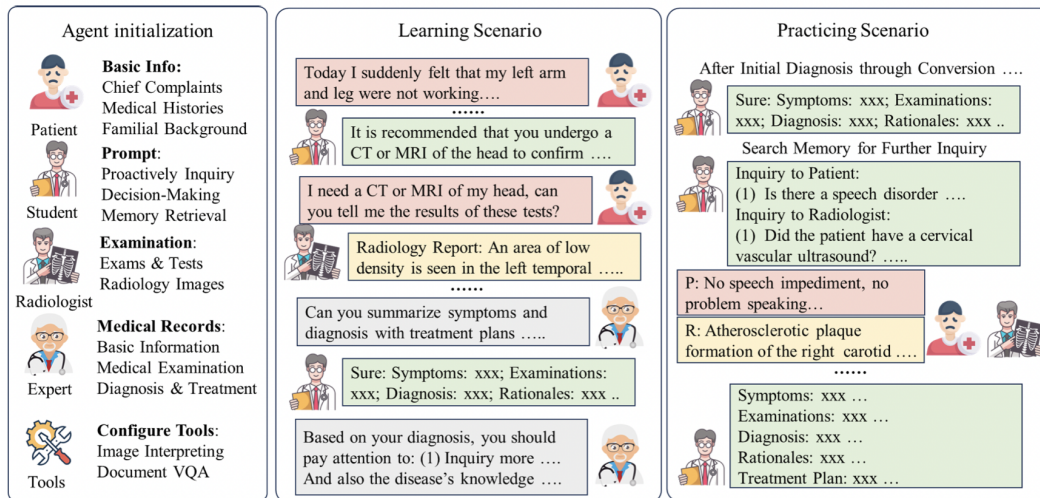 Agent initialization
Basic Info:
Chief Complaints
Medical Histories
Familial Background
Patient
Prompt:
Proactively Inquiry
Decision-Making
Memory Retrieval
Student
Examination:
Exams & Tests
Radiology Images
Radiologist
Medical Records:
Basic Information
Medical Examination
Diagnosis & Treatment
Expert
Configure Tools:
Image Interpreting
Document VQA
Tools
Learning Scenario
Today I suddenly felt that my left arm
and leg were not working….
......
It is recommended that you undergo a
CT or MRI of the head to confirm ….
I need a CT or MRI of my head, can
you tell me the results of these tests?
Radiology Report: An area of low
density is seen in the left temporal …..
......
Can you summarize symptoms and
diagnosis with treatment plans …..
Sure: Symptoms: xxx; Examinations:
xxx; Diagnosis: xxx; Rationales: xxx ..
Based on your diagnosis, you should
pay attention to: (1) Inquiry more ….
And also the disease's knowledge ….
Practicing Scenario
After Initial Diagnosis through Conversion ….
Sure: Symptoms: xxx; Examinations:
xxx; Diagnosis: xxx; Rationales: xxx ..
Search Memory for Further Inquiry
Inquiry to Patient:
(1) Is there a speech disorder ….
Inquiry to Radiologist:
(1) Did the patient have a cervical
vascular ultrasound? …..
P: No speech impediment, no
problem speaking…
R: Atherosclerotic plaque
formation of the right carotid ….
......
Symptoms: xxx …
Examinations: xxx …
Diagnosis: xxx …
Rationales: xxx …
Treatment Plan: xxx …